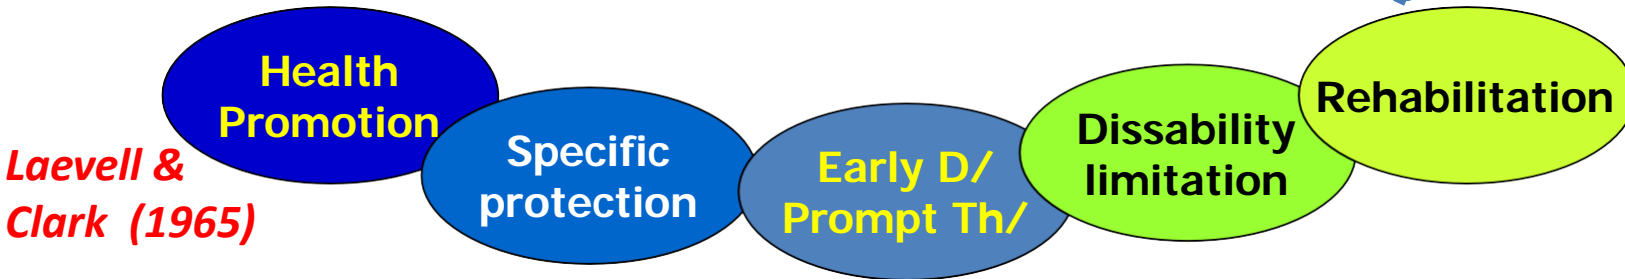 Health
Promotion
Laevell &
Clark (1965)
Specific
protection
Early D/
Prompt Th/
Dissability
limitation
Rehabilitation